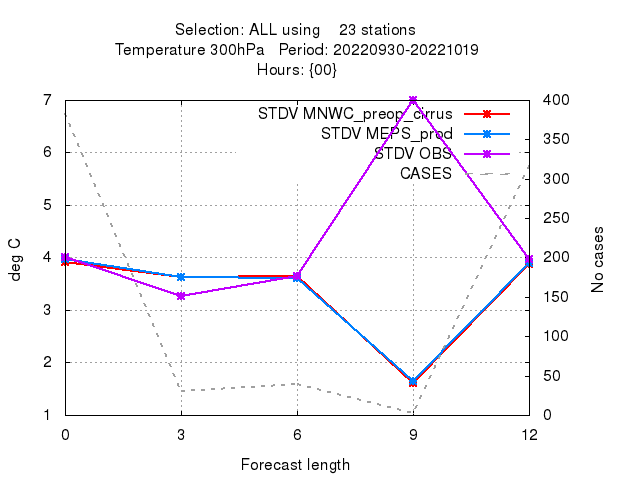 Selection: ALL using    23 stations
Temperature 300hPa   Period: 20220930-20221019
Hours: {00}
STDV MNWC_preop_cirrus
STDV MEPS_prod
STDV OBS
CASES
7
6
5
4
3
2
1
400
350
300
250
200
150
100
50
0
deg C
No cases
0 3 6 9 12
Forecast length